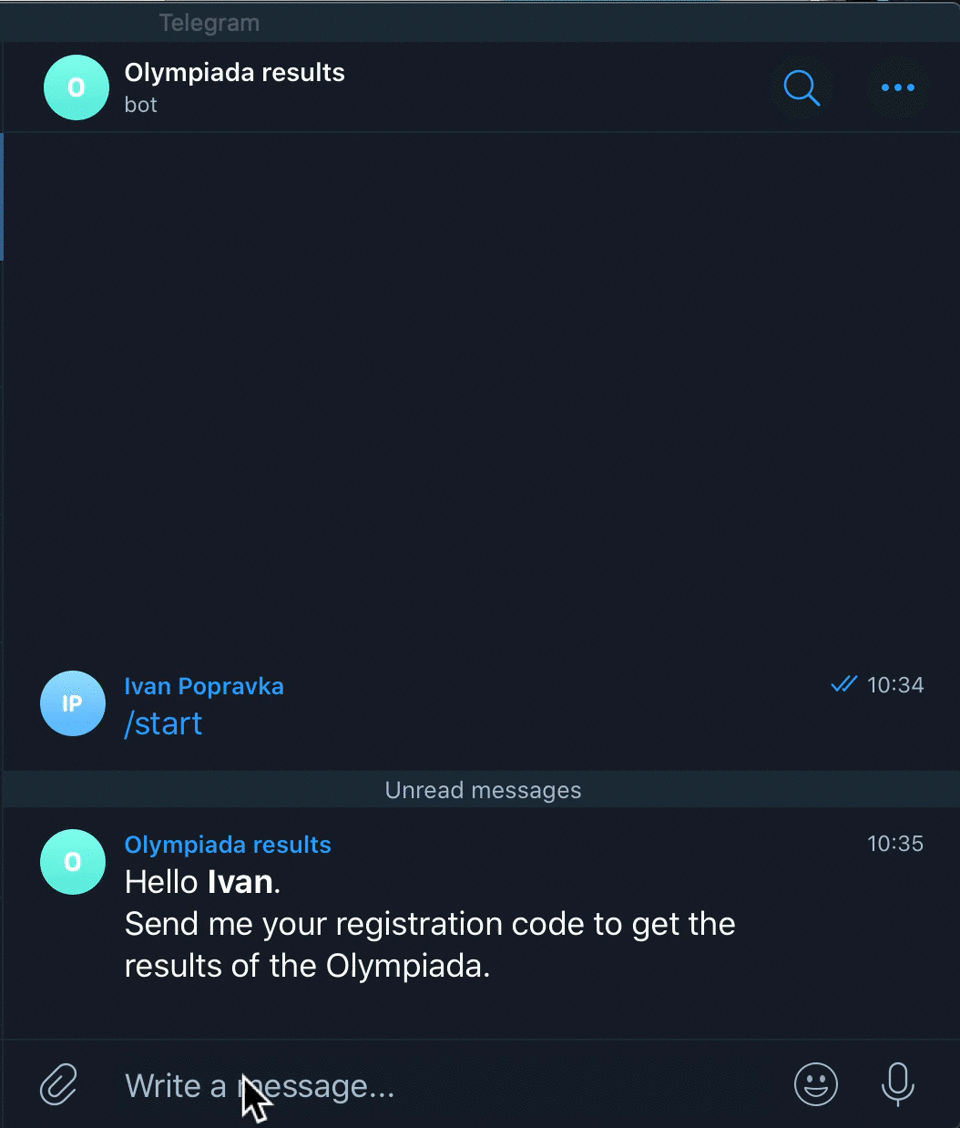 Telegram
O
Olympiada results
bot
IP
Ivan Popravka
10:34
/start
Unread messages
O
Olympiada results
10:35
Hello Ivan.
Send me your registration code to get the
results of the Olympiada.
Write a message...